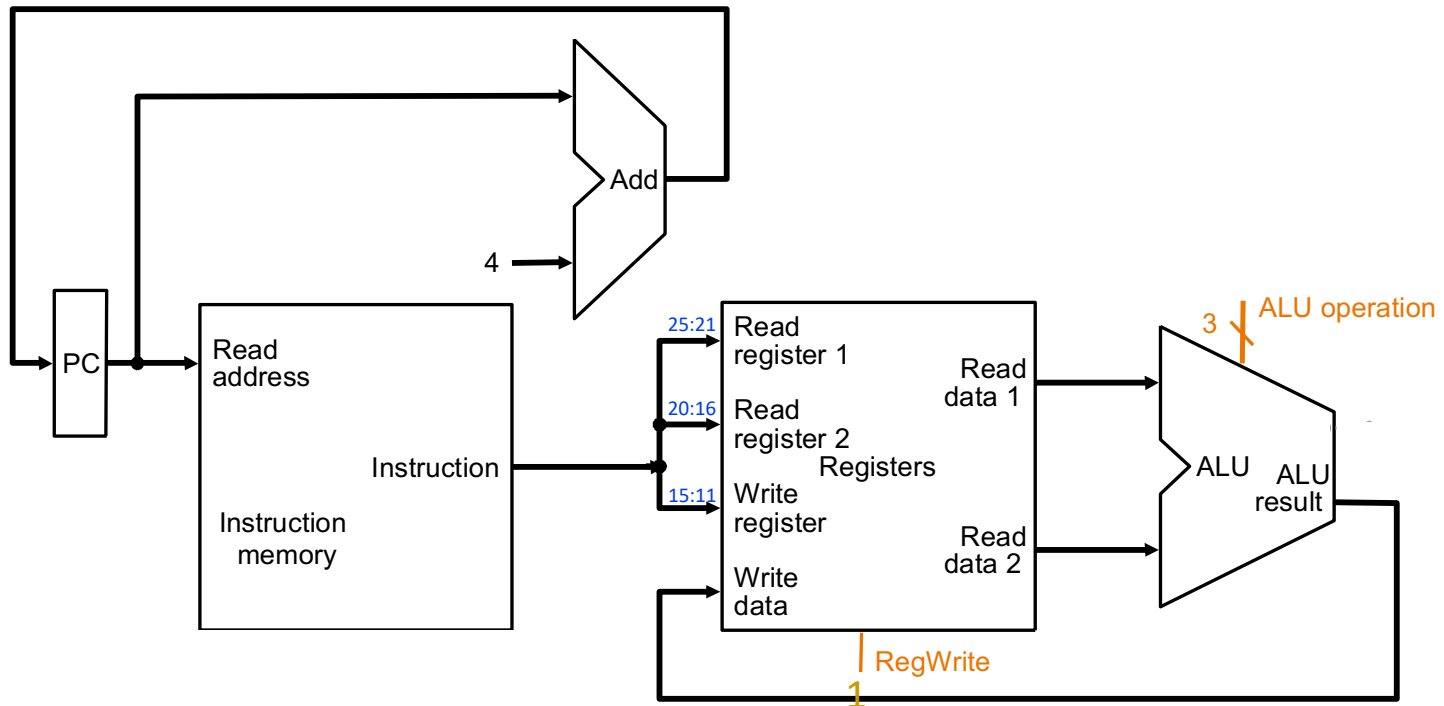 Add
4
PC
Read
address
Instruction
Instruction
memory
25:21
Read
register 1
20:16
Read
register 2
15:11
Write
register
Write
data
Registers
Read
data 1
Read
data 2
RegWrite
1
3
ALU operation
ALU
ALU
result